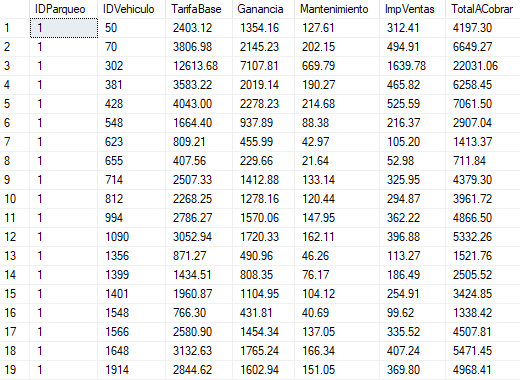 IDParqueo IDVehiculo TarifaBase Ganancia Mantenimiento ImpVentas TotalACobrar
1 1 50 2403.12 1354.16 127.61 312.41 4197.30
2 1 70 3806.98 2145.23 202.15 494.91 6649.27
3 1 302 12613.68 7107.81 669.79 1639.78 22031.06
4 1 381 3583.22 2019.14 190.27 465.82 6258.45
5 1 428 4043.00 2278.23 214.68 525.59 7061.50
6 1 548 1664.40 937.89 88.38 216.37 2907.04
7 1 623 809.21 455.99 42.97 105.20 1413.37
8 1 655 407.56 229.66 21.64 52.98 711.84
9 1 714 2507.33 1412.88 133.14 325.95 4379.30
10 1 812 2268.25 1278.16 120.44 294.87 3961.72
11 1 994 2786.27 1570.06 147.95 362.22 4866.50
12 1 1090 3052.94 1720.33 162.11 396.88 5332.26
13 1 1356 871.27 490.96 46.26 113.27 1521.76
14 1 1399 1434.51 808.35 76.17 186.49 2505.52
15 1 1401 1960.87 1104.95 104.12 254.91 3424.85
16 1 1548 766.30 431.81 40.69 99.62 1338.42
17 1 1566 2580.90 1454.34 137.05 335.52 4507.81
18 1 1648 3132.63 1765.24 166.34 407.24 5471.45
19 1 1914 2844.62 1602.94 151.05 369.80 4968.41